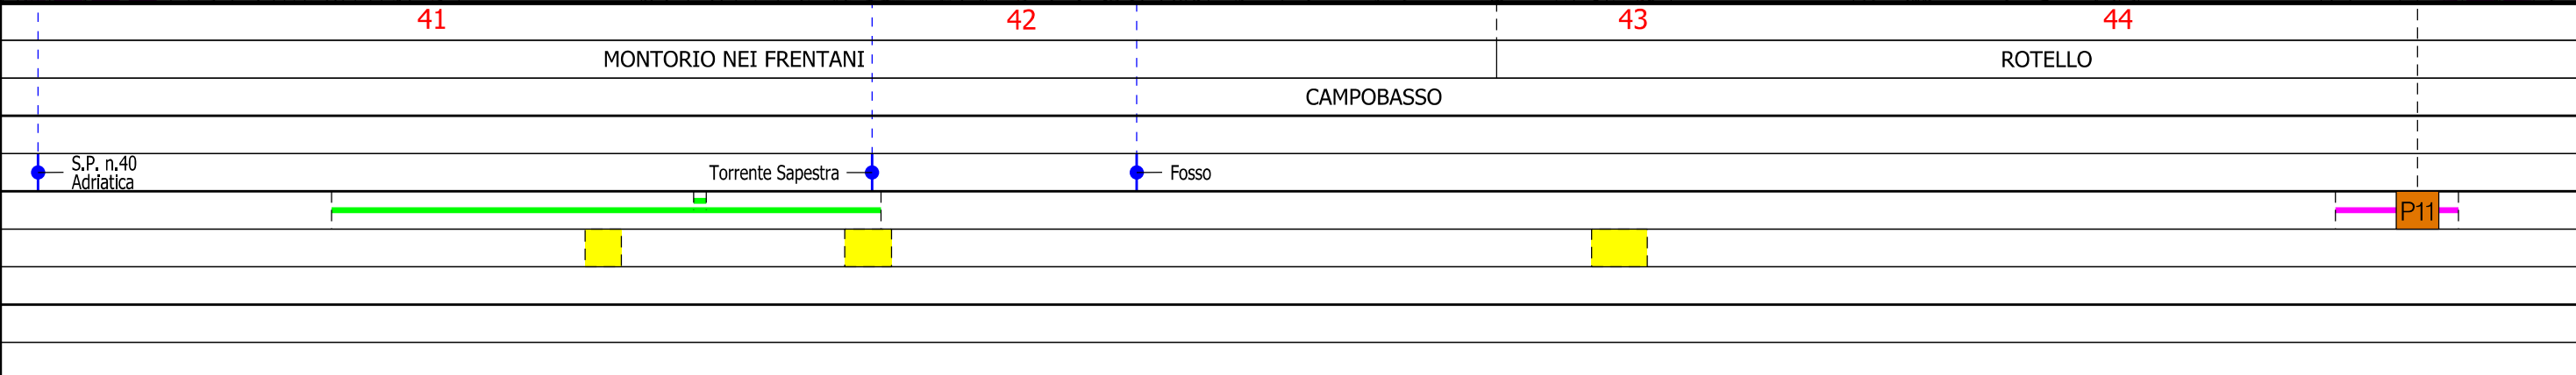 41 42 43 44
MONTORIO NEI FRENTANI ROTELLO
CAMPOBASSO
S.P. n.40
Adriatica
Torrente Sapestra
Fosso
P11